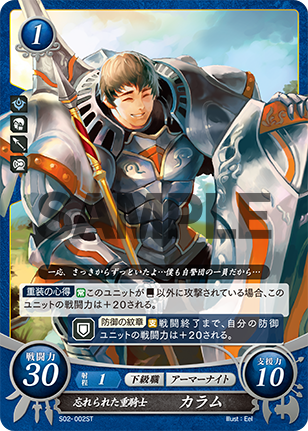 1
SAMPLE
一応、さっきからずっといたよ…僕も自警団の一員だから…
重装の心得 常 このユニットが 以外に攻撃されている場合、この
ユニットの戦闘力は+20される。
防御の紋章 支 戦闘終了まで、自分の防御
ユニットの戦闘力は+20される。
戦闘力 30
射程 1 下級職 アーマーナイト
支援力 10
忘れられた重騎士 カラム
S02-002ST
Illust : Eel